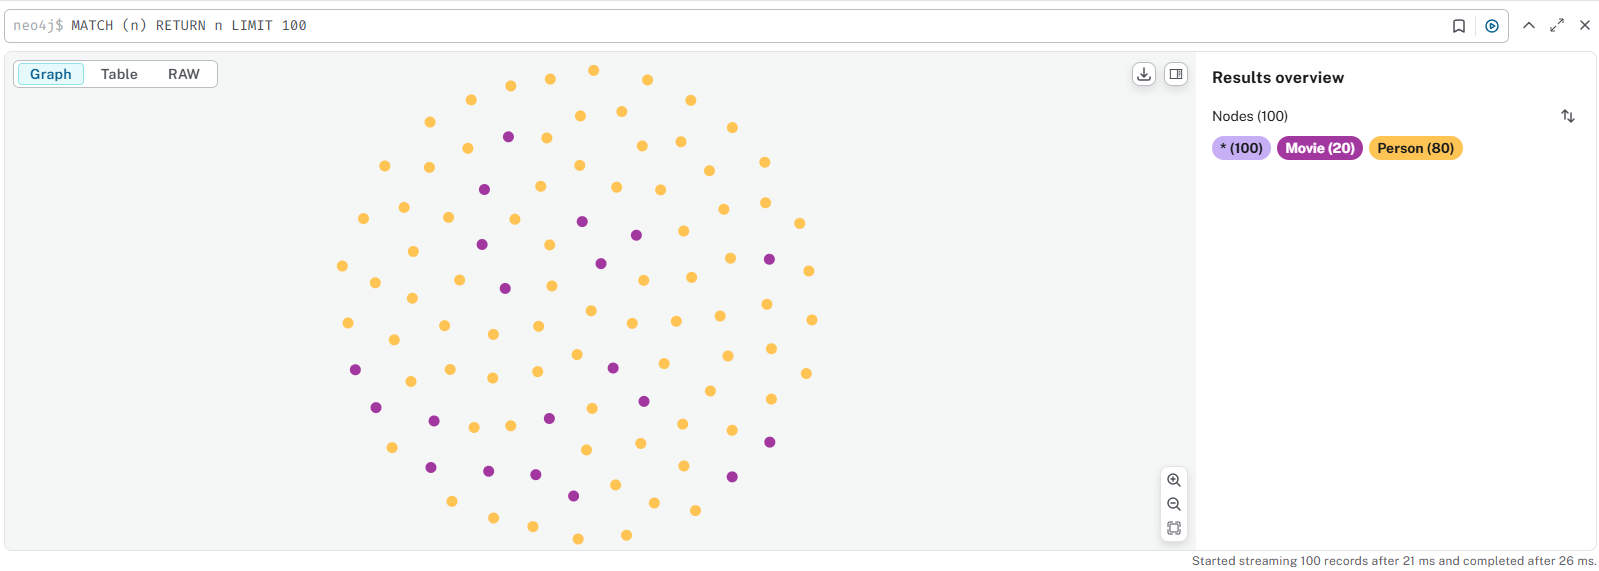 neo4j$ MATCH (n) RETURN n LIMIT 100
Graph Table RAW
Results overview
Nodes (100)
* (100) Movie (20) Person (80)
Started streaming 100 records after 21 ms and completed after 26 ms.